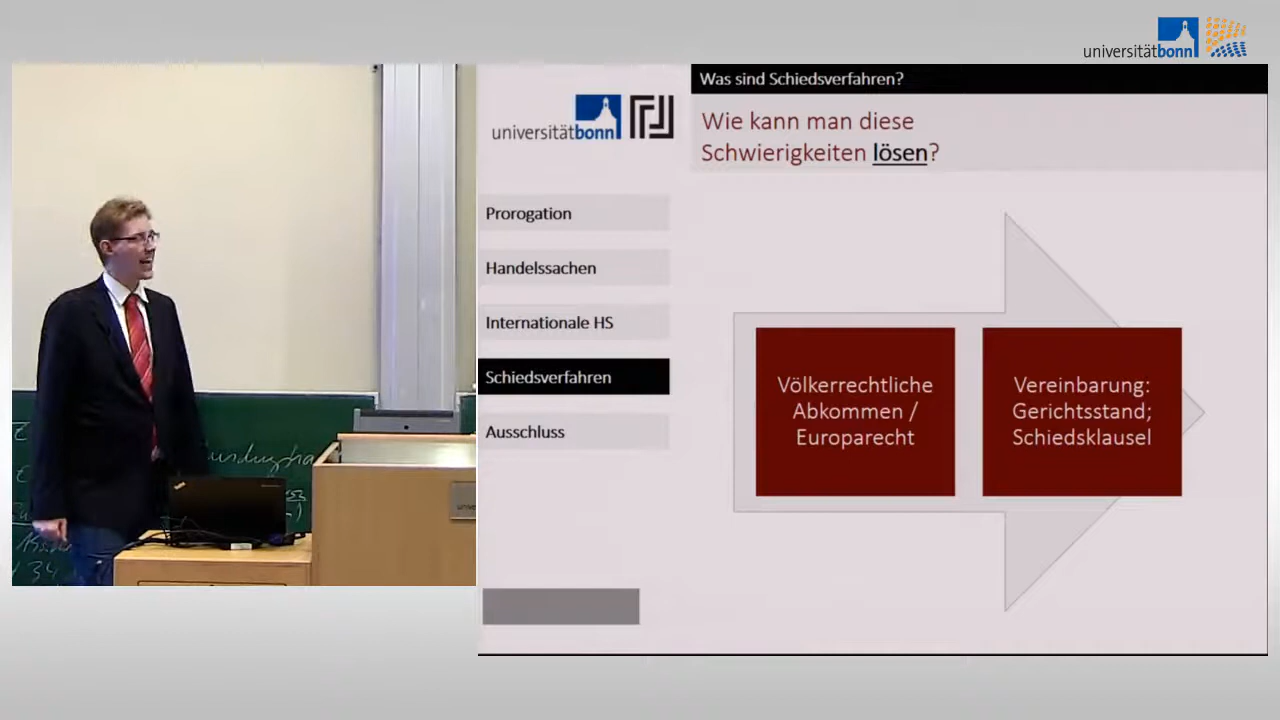 universitätbonn
Was sind Schiedsverfahren?
universitätbonn
Wie kann man diese
Schwierigkeiten lösen?
Prorogation
Handelssachen
Internationale HS
Schiedsverfahren
Ausschluss
Völkerrechtliche
Abkommen /
Europarecht
Vereinbarung:
Gerichtsstand;
Schiedsklausel
34